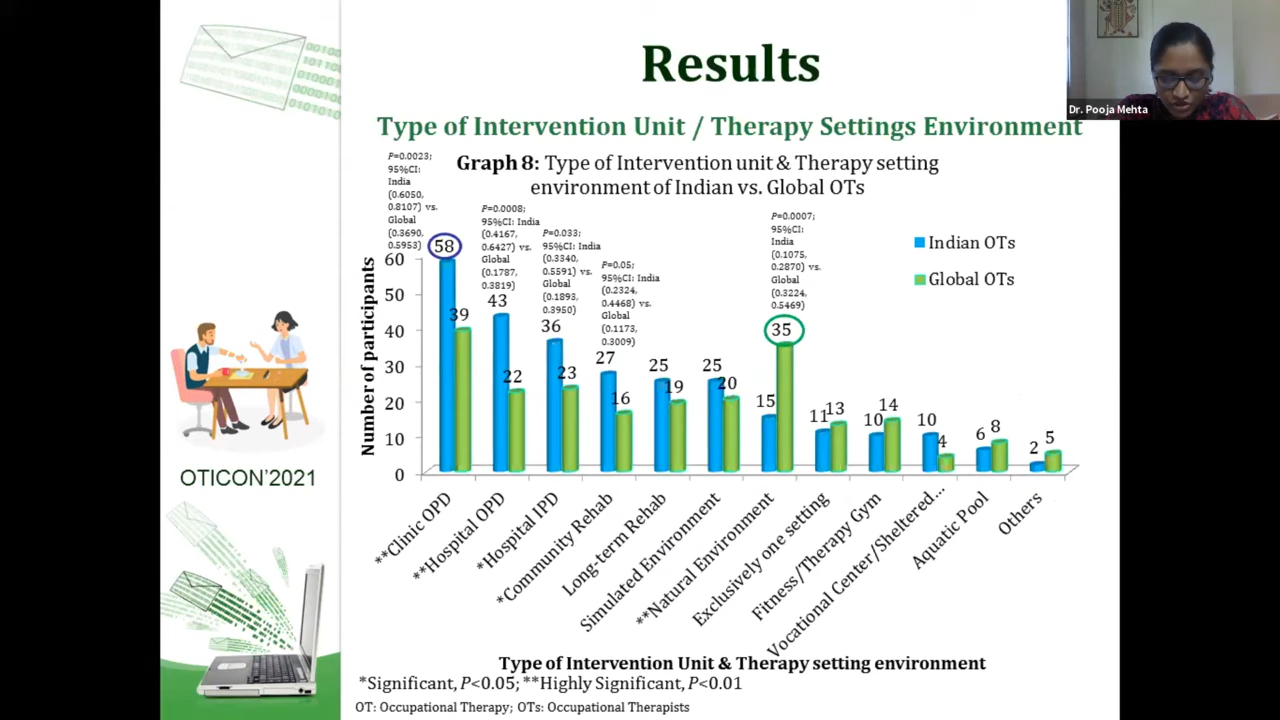 Results
Dr. Pooja Mehta
Type of Intervention Unit / Therapy Settings Environment
Graph 8: Type of Intervention unit & Therapy setting
environment of Indian vs. Global OTs
P=0.0023;
95%CI:
India
(0.6050,
0.8107) vs.
Global
(0.3690,
0.5953)
P=0.0008;
95%CI: India
(0.4167,
0.6427) vs.
Global
(0.1787,
0.3819)
P=0.033;
95%CI: India
(0.3340,
0.5591) vs.
Global
(0.1893,
0.3950)
P=0.05;
95%CI: India
(0.2324,
0.4468) vs.
Global
(0.1173,
0.3009)
P=0.0007;
95%CI:
India
(0.1075,
0.2870) vs.
Global
(0.3224,
0.5469)
Indian OTs
Global OTs
Number of participants
60
50
40
30
20
10
0
58
39
43
22
36
23
27
16
25
19
25
20
15
35
11
13
10
14
10
4
6
8
2
5
**Clinic OPD
**Hospital OPD
*Hospital IPD
*Community Rehab
Long-term Rehab
Simulated Environment
**Natural Environment
Exclusively one setting
Fitness/Therapy Gym
Vocational Center/Sheltered...
Aquatic Pool
Others
Type of Intervention Unit & Therapy setting environment
*Significant, P<0.05; **Highly Significant, P<0.01
OT: Occupational Therapy; OTs: Occupational Therapists
OTICON'2021